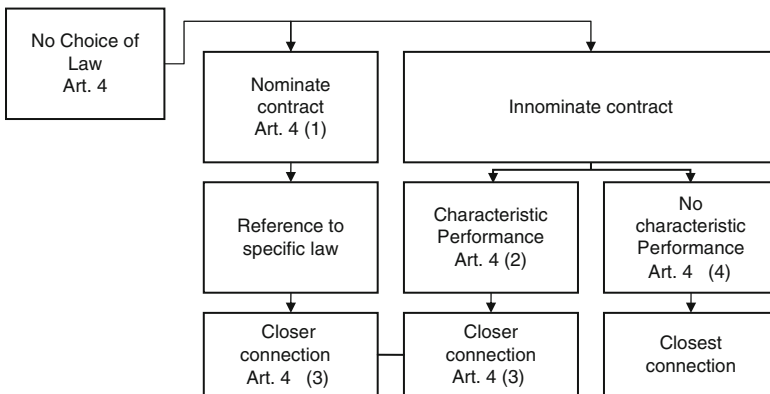 No Choice of
Law
Art. 4
Nominate
contract
Art. 4 (1)
Innominate contract
Reference to
specific law
Characteristic
Performance
Art. 4 (2)
No
characteristic
Performance
Art. 4 (4)
Closer
connection
Art. 4 (3)
Closer
connection
Art. 4 (3)
Closest
connection